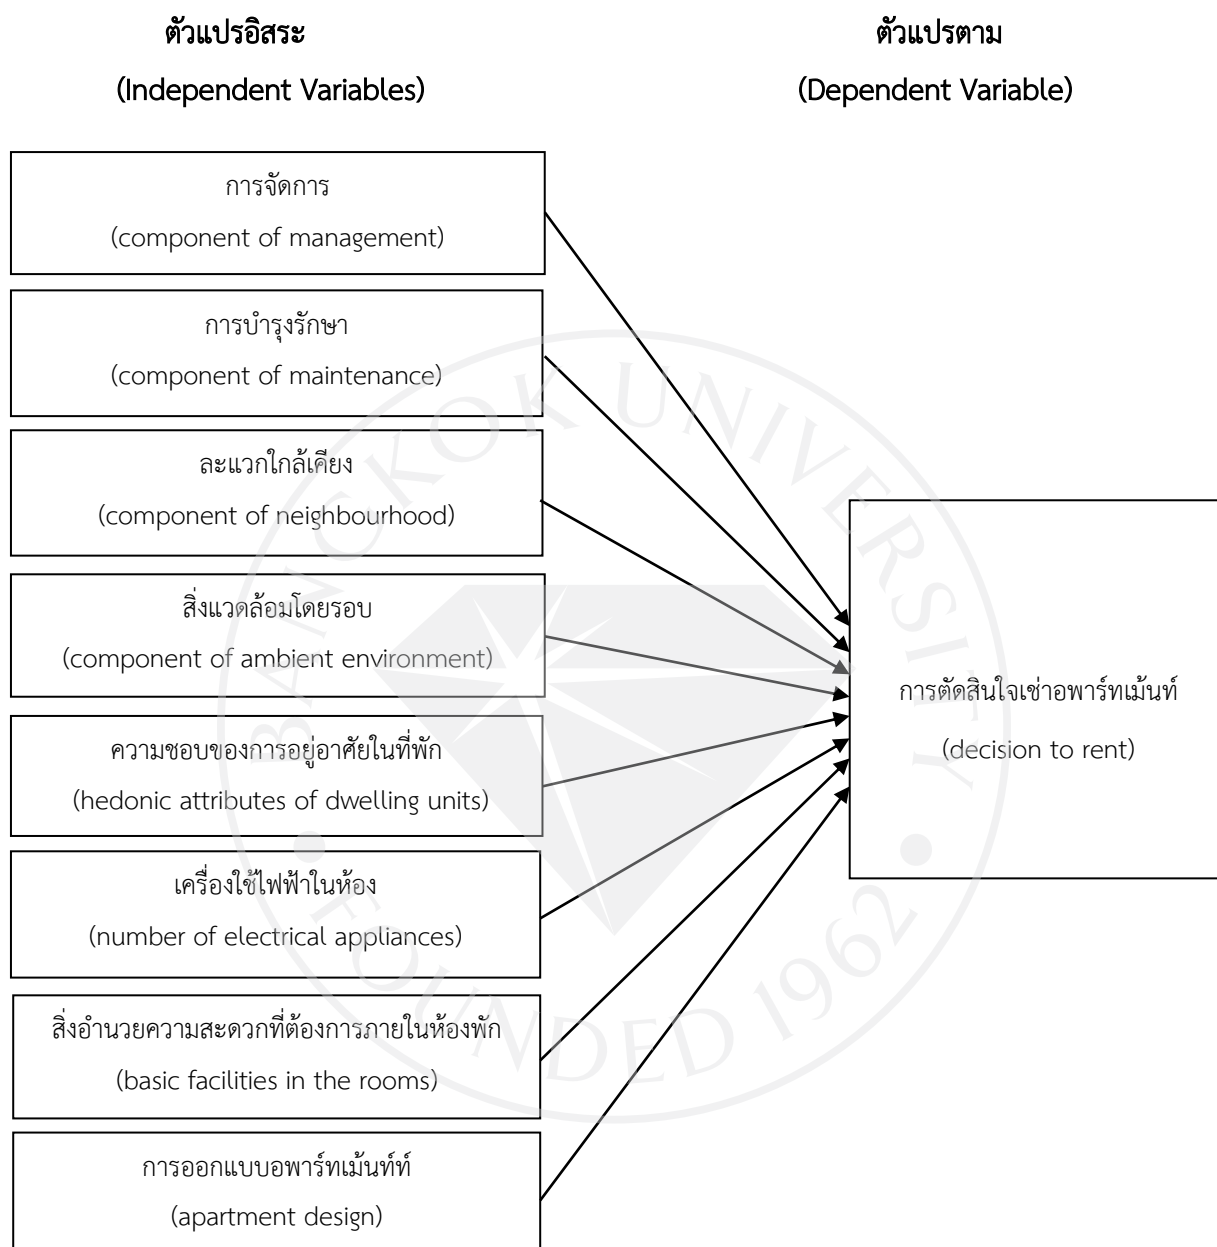 ตัวแปรอิสระ
(Independent Variables)
ตัวแปรตาม
(Dependent Variable)
การจัดการ
(component of management)
การบำรุงรักษา
(component of maintenance)
ละแวกใกล้เคียง
(component of neighbourhood)
สิ่งแวดล้อมโดยรอบ
(component of ambient environment)
ความชอบของการอยู่อาศัยในที่พัก
(hedonic attributes of dwelling units)
เครื่องใช้ไฟฟ้าในห้อง
(number of electrical appliances)
สิ่งอำนวยความสะดวกที่ต้องการภายในห้องพัก
(basic facilities in the rooms)
การออกแบบอพาร์ทเม้นท์ท์
(apartment design)
การตัดสินใจเช่าอพาร์ทเม้นท์
(decision to rent)
BANGKOK UNIVERSITY
FOUNDED 1962